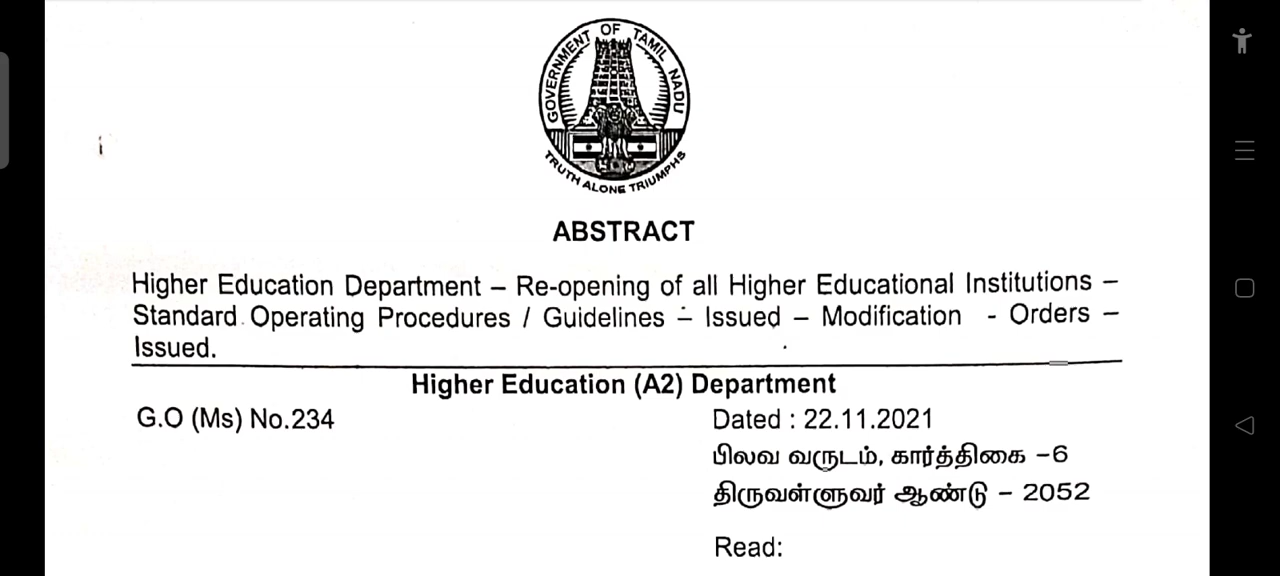 GOVERNMENT OF TAMIL NADU
TRUTH ALONE TRIUMPHS
ABSTRACT
Higher Education Department – Re-opening of all Higher Educational Institutions –
Standard Operating Procedures / Guidelines – Issued – Modification - Orders –
Issued.
Higher Education (A2) Department
G.O (Ms) No.234
Dated : 22.11.2021
பிலவ வருடம், கார்த்திகை –6
திருவள்ளுவர் ஆண்டு – 2052
Read: